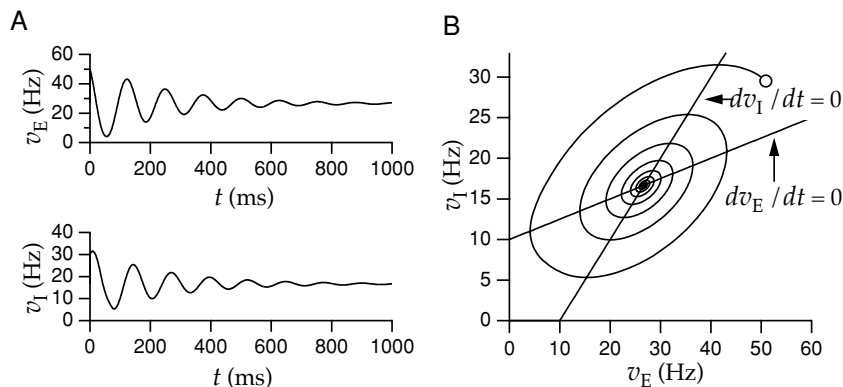 A
60
40
20
0
v_E (Hz)
0 200 400 600 800 1000
t (ms)
40
30
20
10
0
v_I (Hz)
0 200 400 600 800 1000
t (ms)
B
30
25
20
15
10
5
0
v_I (Hz)
dv_I /dt = 0
dv_E /dt = 0
0 10 20 30 40 50 60
v_E (Hz)